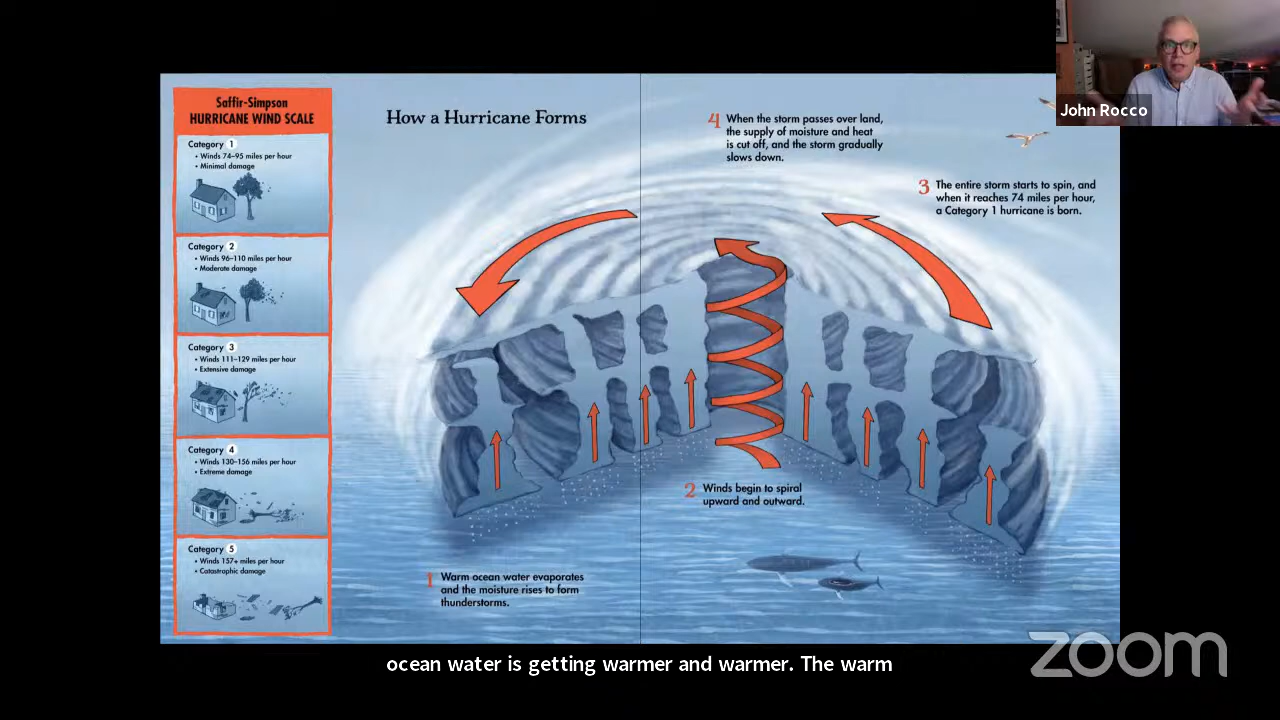 Saffir-Simpson
HURRICANE WIND SCALE
Category 1
• Winds 74–95 miles per hour
• Minimal damage
Category 2
• Winds 96–110 miles per hour
• Moderate damage
Category 3
• Winds 111–129 miles per hour
• Extensive damage
Category 4
• Winds 130–156 miles per hour
• Extreme damage
Category 5
• Winds 157+ miles per hour
• Catastrophic damage
How a Hurricane Forms
4 When the storm passes over land,
the supply of moisture and heat
is cut off, and the storm gradually
slows down.
3 The entire storm starts to spin, and
when it reaches 74 miles per hour,
a Category 1 hurricane is born.
2 Winds begin to spiral
upward and outward.
1 Warm ocean water evaporates
and the moisture rises to form
thunderstorms.
John Rocco
ocean water is getting warmer and warmer. The warm
zoom